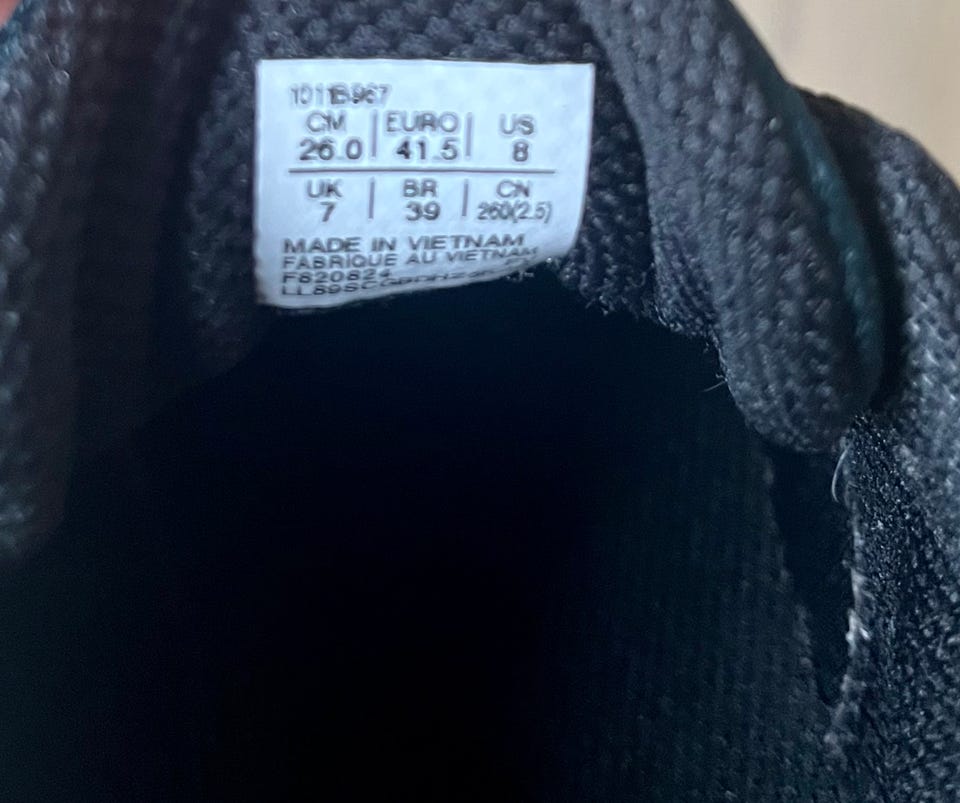 1011B967
CM EURO US
26.0 41.5 8
UK BR CN
7 39 260(2.5)
MADE IN VIETNAM
FABRIQUE AU VIETNAM
F820824